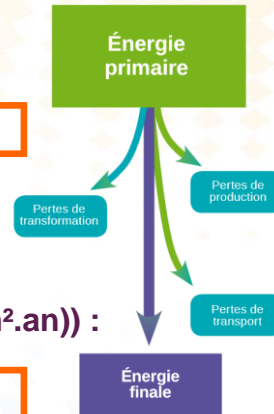 Énergie
primaire
Pertes de
production
Pertes de
transformation
².an)) :
Pertes de
transport
Énergie
finale